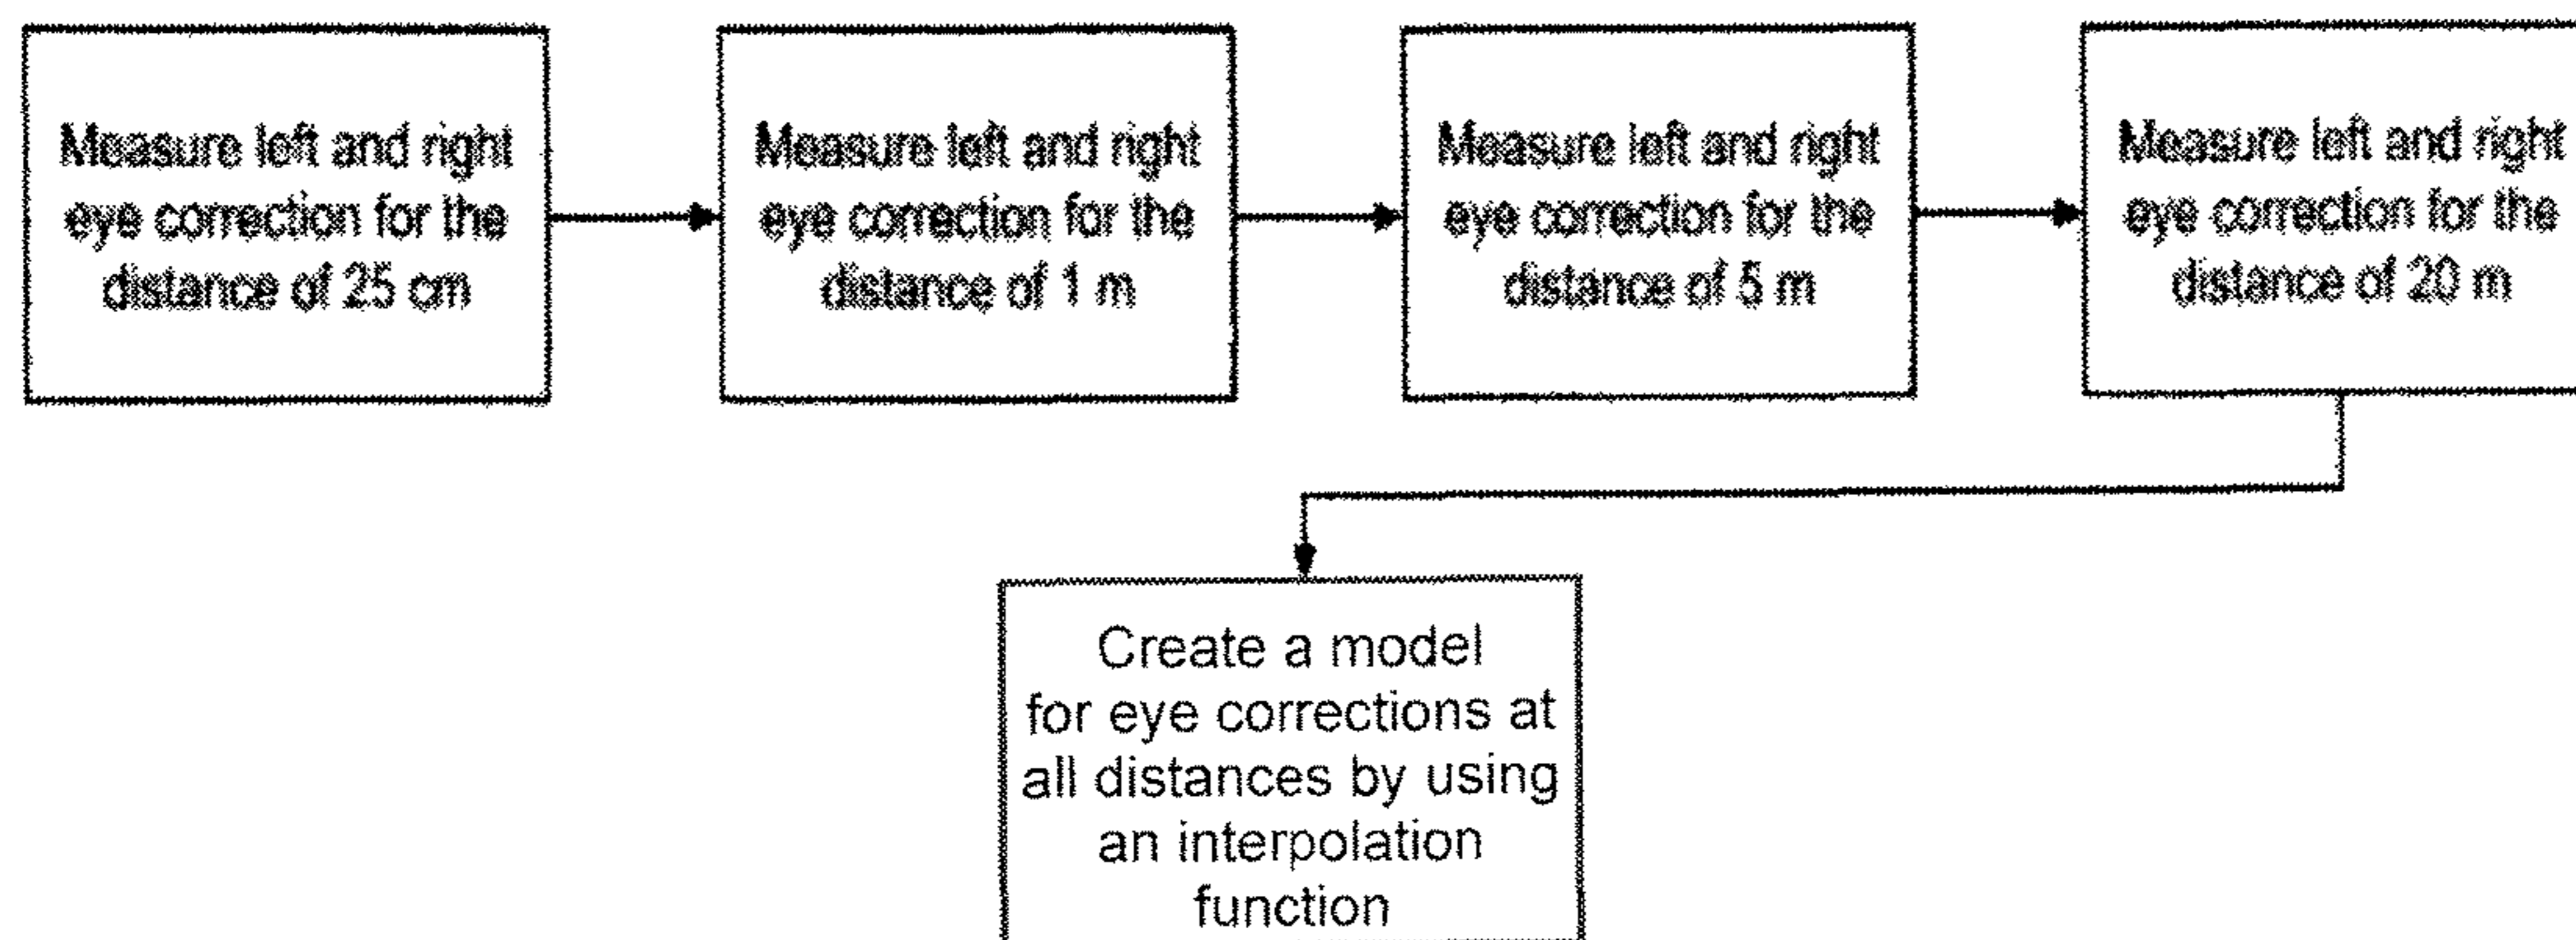 Measure left and right
eye correction for the
distance of 25 cm
Measure left and right
eye correction for the
distance of 1 m
Measure left and right
eye correction for the
distance of 5 m
Measure left and right
eye correction for the
distance of 20 m
Create a model
for eye corrections at
all distances by using
an interpolation
function